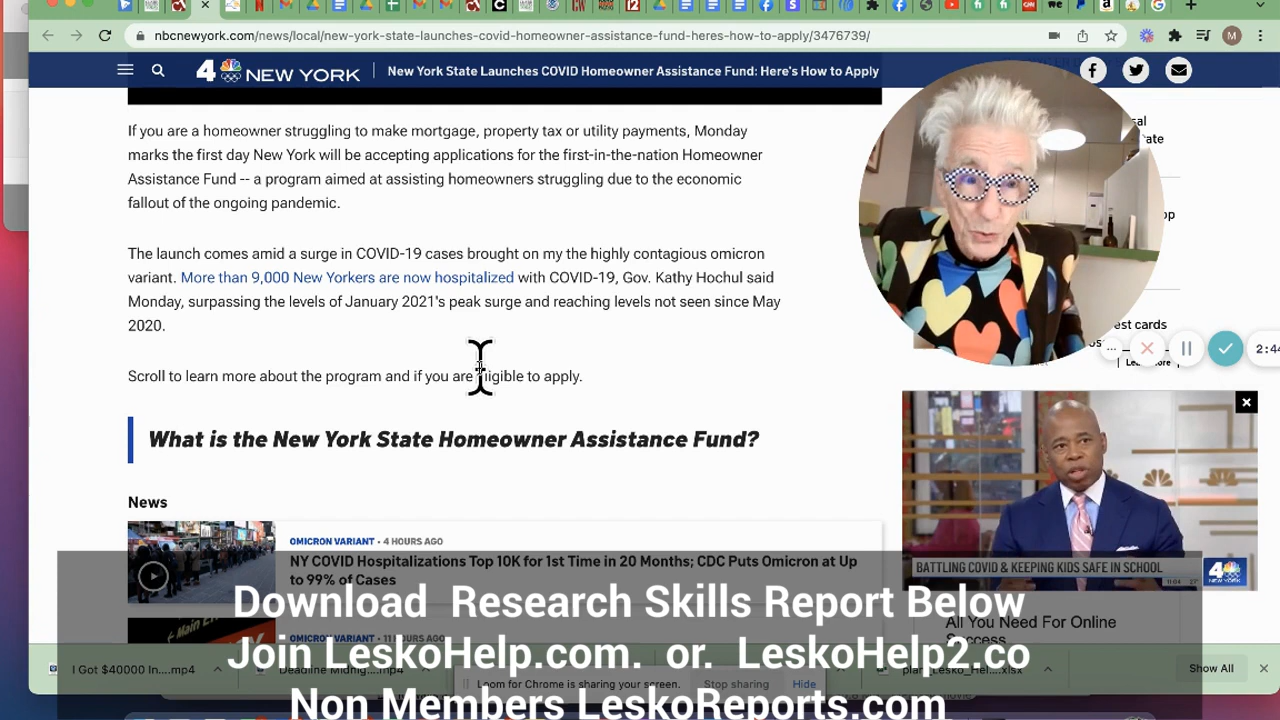 nbcnewyork.com/news/local/new-york-state-launches-covid-homeowner-assistance-fund-heres-how-to-apply/3476739/
M
4 NEW YORK
New York State Launches COVID Homeowner Assistance Fund: Here's How to Apply
If you are a homeowner struggling to make mortgage, property tax or utility payments, Monday
marks the first day New York will be accepting applications for the first-in-the-nation Homeowner
Assistance Fund -- a program aimed at assisting homeowners struggling due to the economic
fallout of the ongoing pandemic.
The launch comes amid a surge in COVID-19 cases brought on my the highly contagious omicron
variant. More than 9,000 New Yorkers are now hospitalized with COVID-19, Gov. Kathy Hochul said
Monday, surpassing the levels of January 2021's peak surge and reaching levels not seen since May
2020.
est cards
2:44
Scroll to learn more about the program and if you are eligible to apply.
What is the New York State Homeowner Assistance Fund?
News
OMICRON VARIANT • 4 HOURS AGO
NY COVID Hospitalizations Top 10K for 1st Time in 20 Months; CDC Puts Omicron at Up
to 99% of Cases
BATTLING COVID & KEEPING KIDS SAFE IN SCHOOL
11:04 27°
4 NEW YORK
All You Need For Online
Success
OMICRON VARIANT • 11 HOURS AGO
Download Research Skills Report Below
Join LeskoHelp.com. or. LeskoHelp2.co
Non Members LeskoReports.com
I Got $40000 In....mp4
Deadline Midnig....mp4
Lesko_Hel....xlsx
Show All
Loom for Chrome is sharing your screen.
Stop sharing
Hide